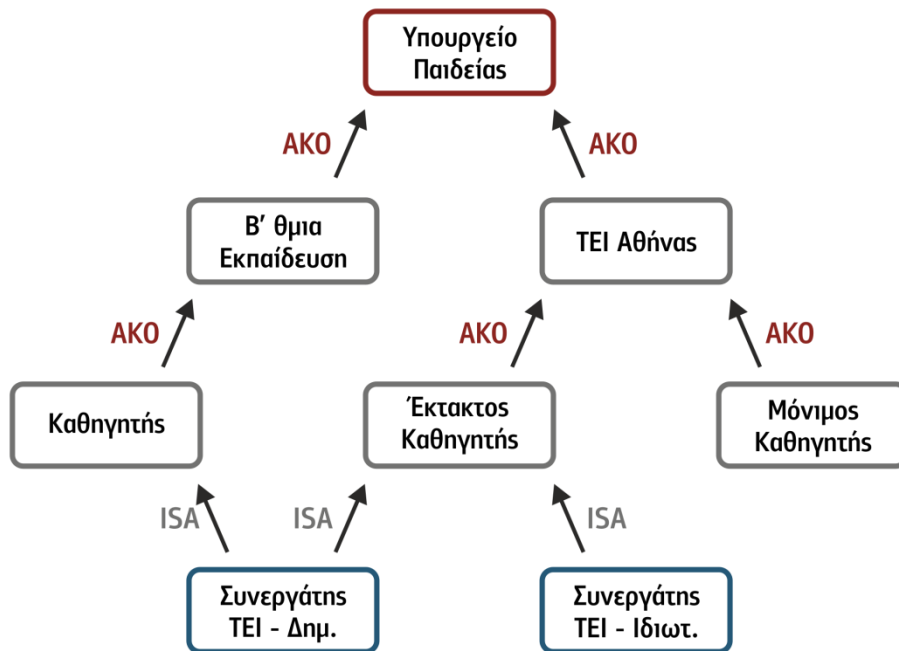 Υπουργείο
Παιδείας
AKO
AKO
Β' θμια
Εκπαίδευση
ΤΕΙ Αθήνας
AKO
AKO
AKO
Καθηγητής
Έκτακτος
Καθηγητής
Μόνιμος
Καθηγητής
ISA
ISA
ISA
Συνεργάτης
ΤΕΙ - Δημ.
Συνεργάτης
ΤΕΙ - Ιδιωτ.